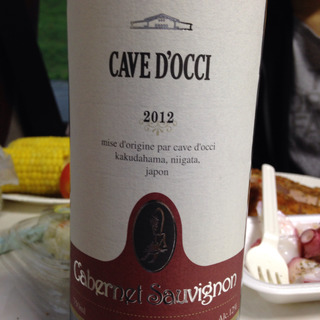 CAVE D'OCCI
2012
mise d'origine par cave d'occi
kakudahama, niigata,
japon
Cabernet Sauvignon